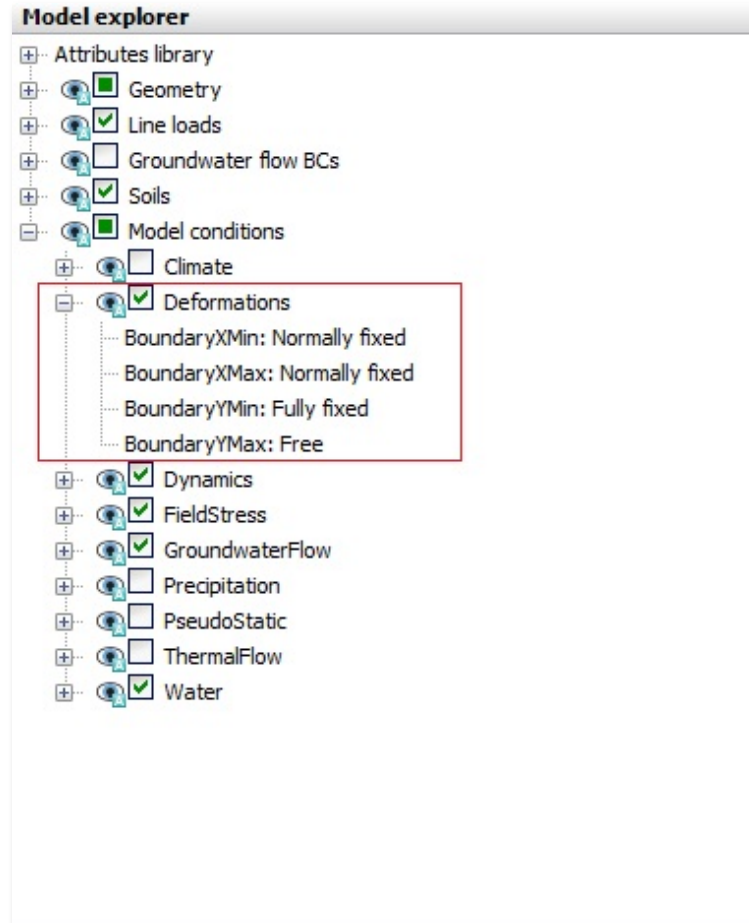 Model explorer
Attributes library
Geometry
Line loads
Groundwater flow BCs
Soils
Model conditions
Climate
Deformations
BoundaryXMin: Normally fixed
BoundaryXMax: Normally fixed
BoundaryYMin: Fully fixed
BoundaryYMax: Free
Dynamics
FieldStress
GroundwaterFlow
Precipitation
PseudoStatic
ThermalFlow
Water